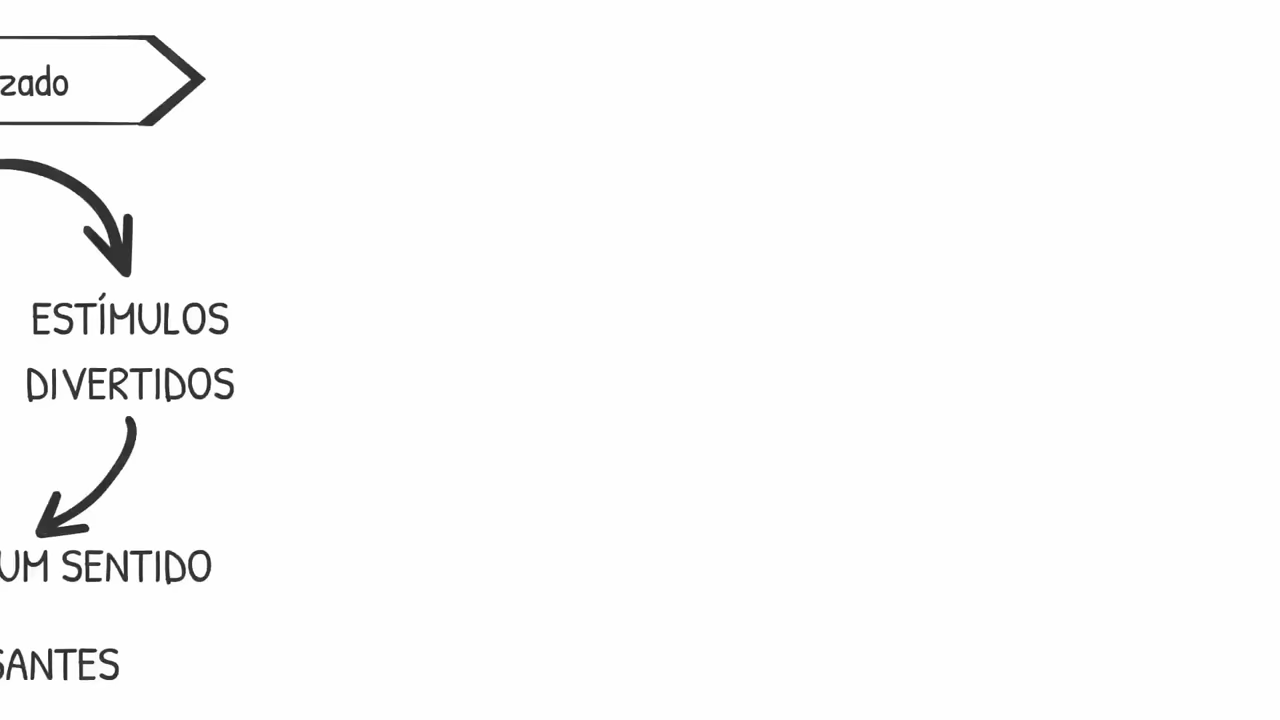 zado
ESTÍMULOS
DIVERTIDOS
UM SENTIDO
SANTES